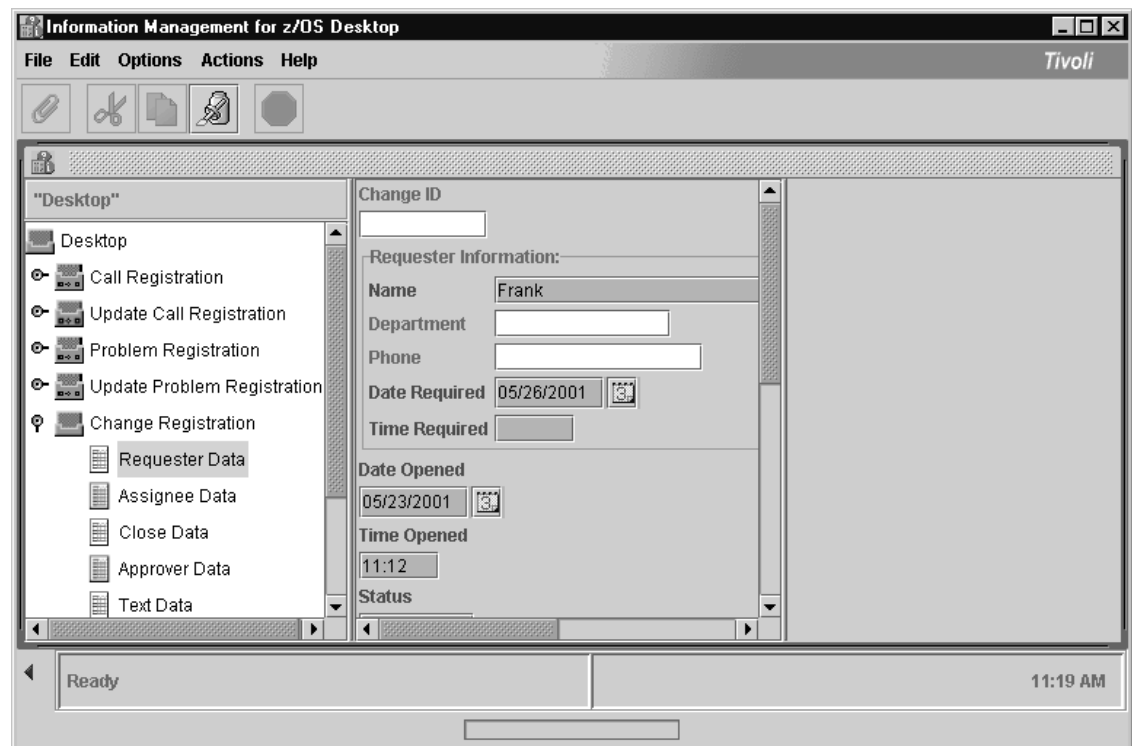 Information Management for z/OS Desktop
File Edit Options Actions Help
Tivoli
"Desktop"
Desktop
Call Registration
Update Call Registration
Problem Registration
Update Problem Registration
Change Registration
Requester Data
Assignee Data
Close Data
Approver Data
Text Data
Change ID
Requester Information:
Name Frank
Department
Phone
Date Required 05/26/2001 3
Time Required
Date Opened
05/23/2001 3
Time Opened
11:12
Status
Ready
11:19 AM